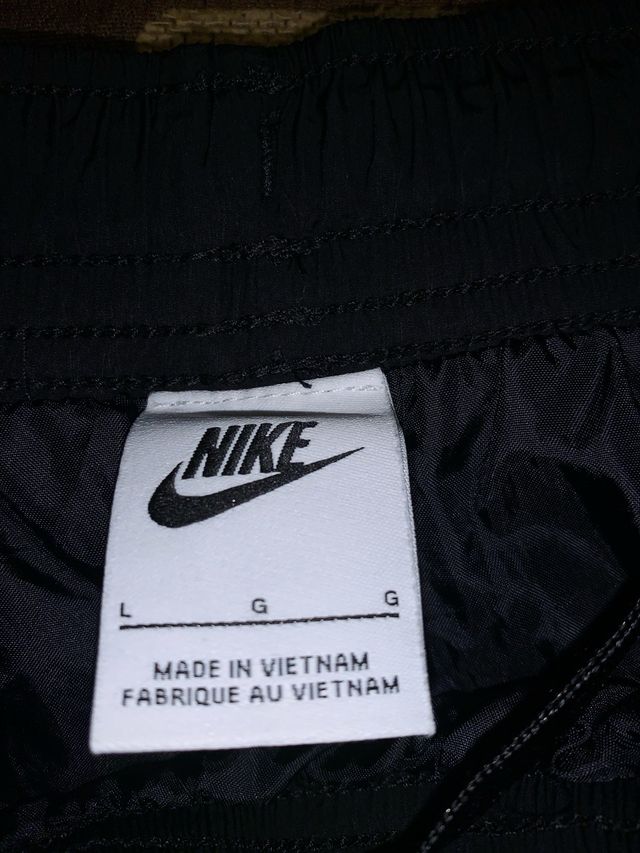 NIKE
L G G
MADE IN VIETNAM
FABRIQUE AU VIETNAM